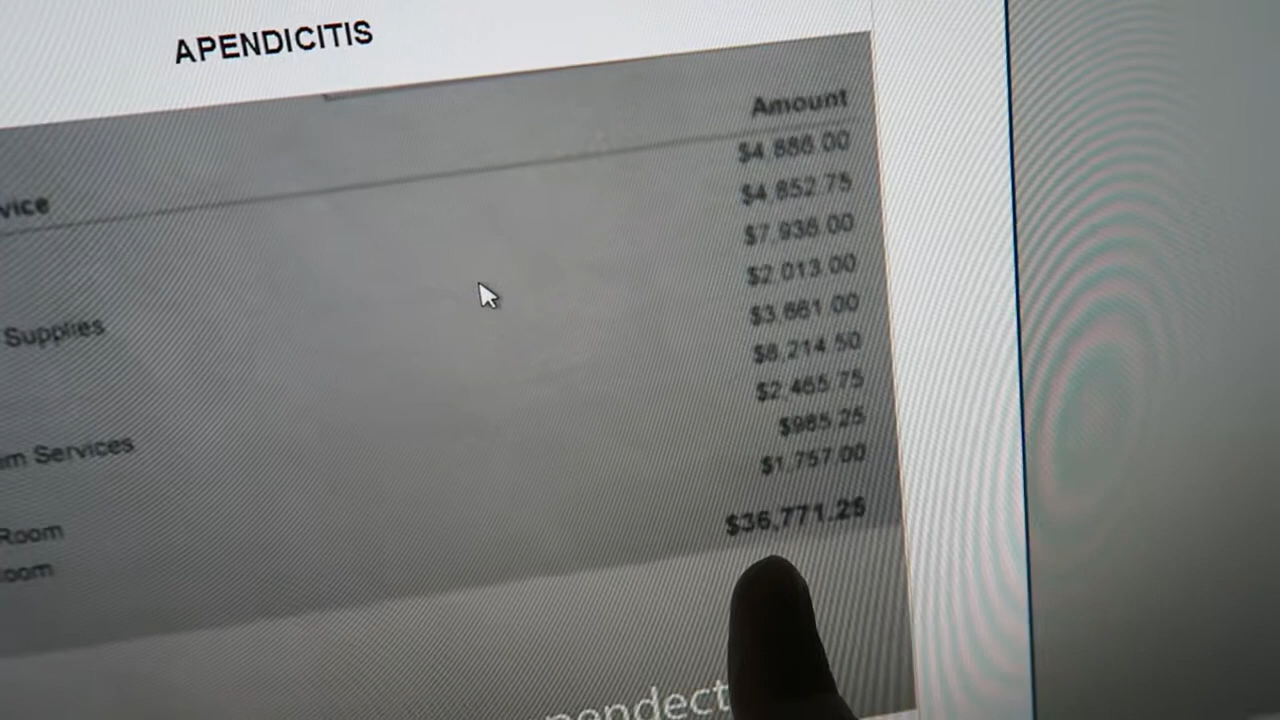 APENDICITIS
vice Amount
$4,886.00
$4,852.75
Supplies $7,936.00
$2,013.00
$3,661.00
Services $8,214.50
$2,465.75
Room $985.25
oom $1,757.00
$36,771.25
pendect